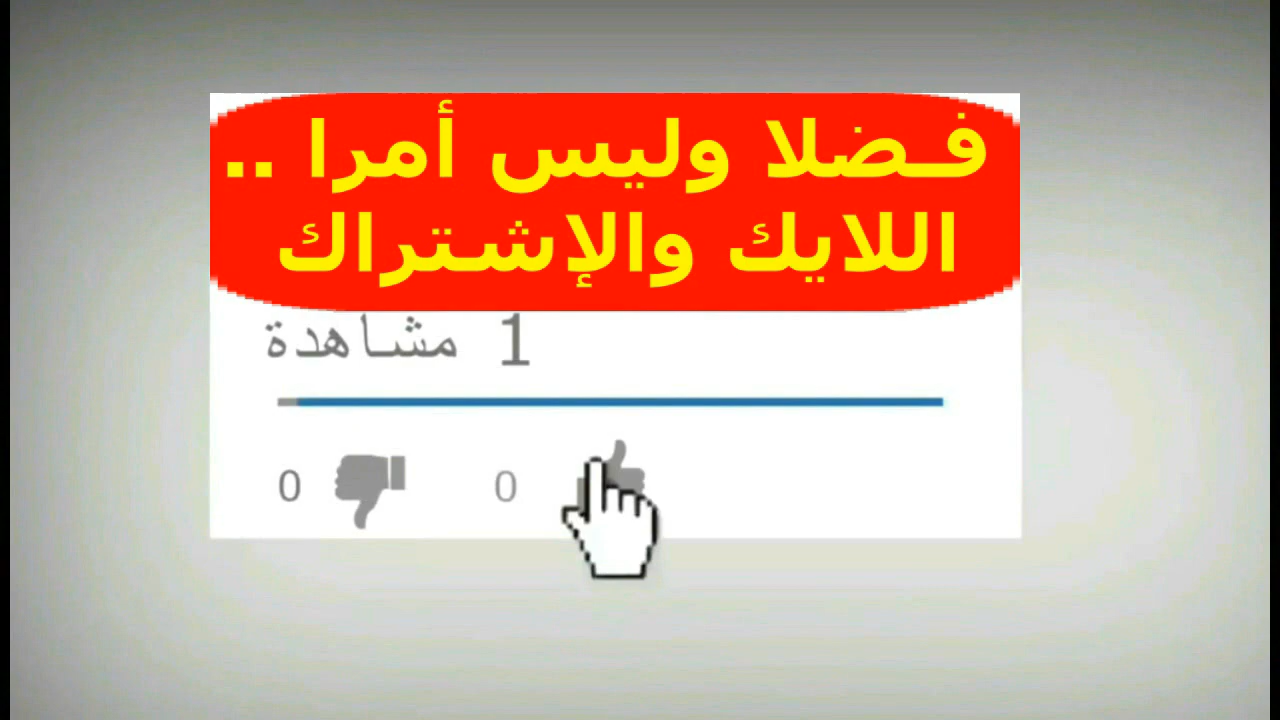 فـضلا وليس أمرا ..
اللايك والإشتراك
1 مشاهدة
0 0